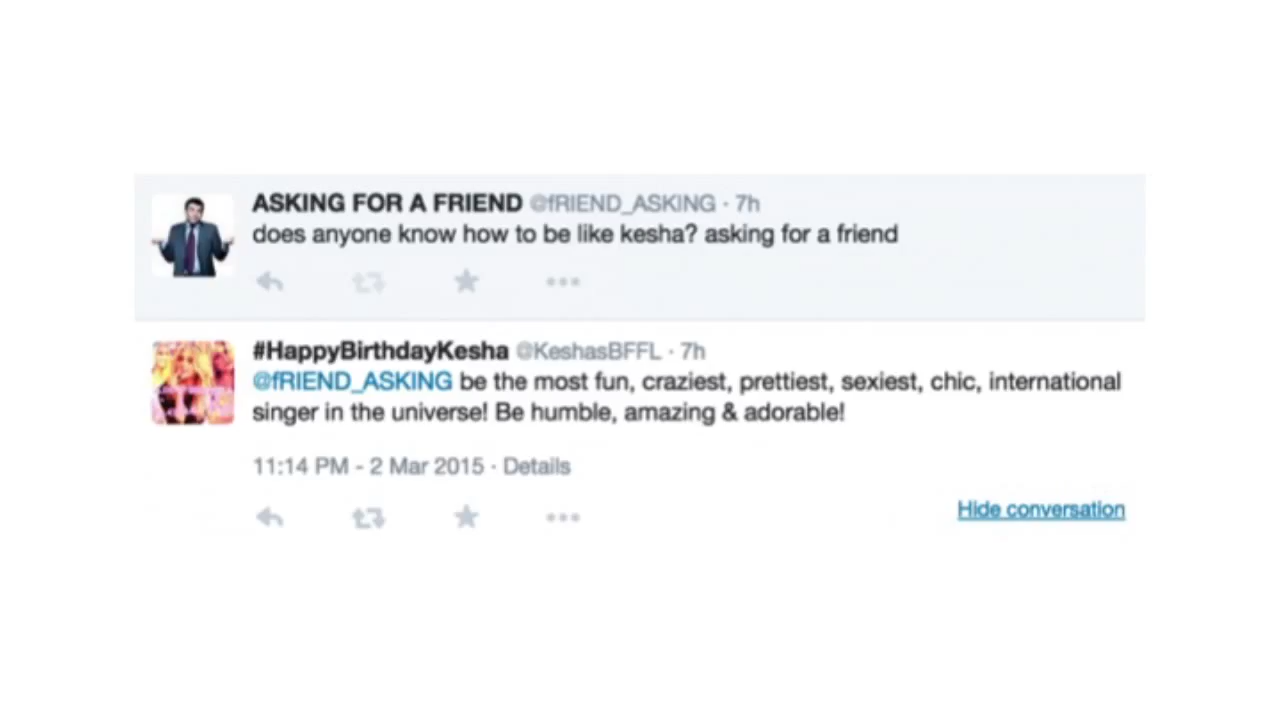 ASKING FOR A FRIEND @fRIEND_ASKING · 7h
does anyone know how to be like kesha? asking for a friend
#HappyBirthdayKesha @KeshasBFFL · 7h
@fRIEND_ASKING be the most fun, craziest, prettiest, sexiest, chic, international
singer in the universe! Be humble, amazing & adorable!
11:14 PM - 2 Mar 2015 · Details
Hide conversation